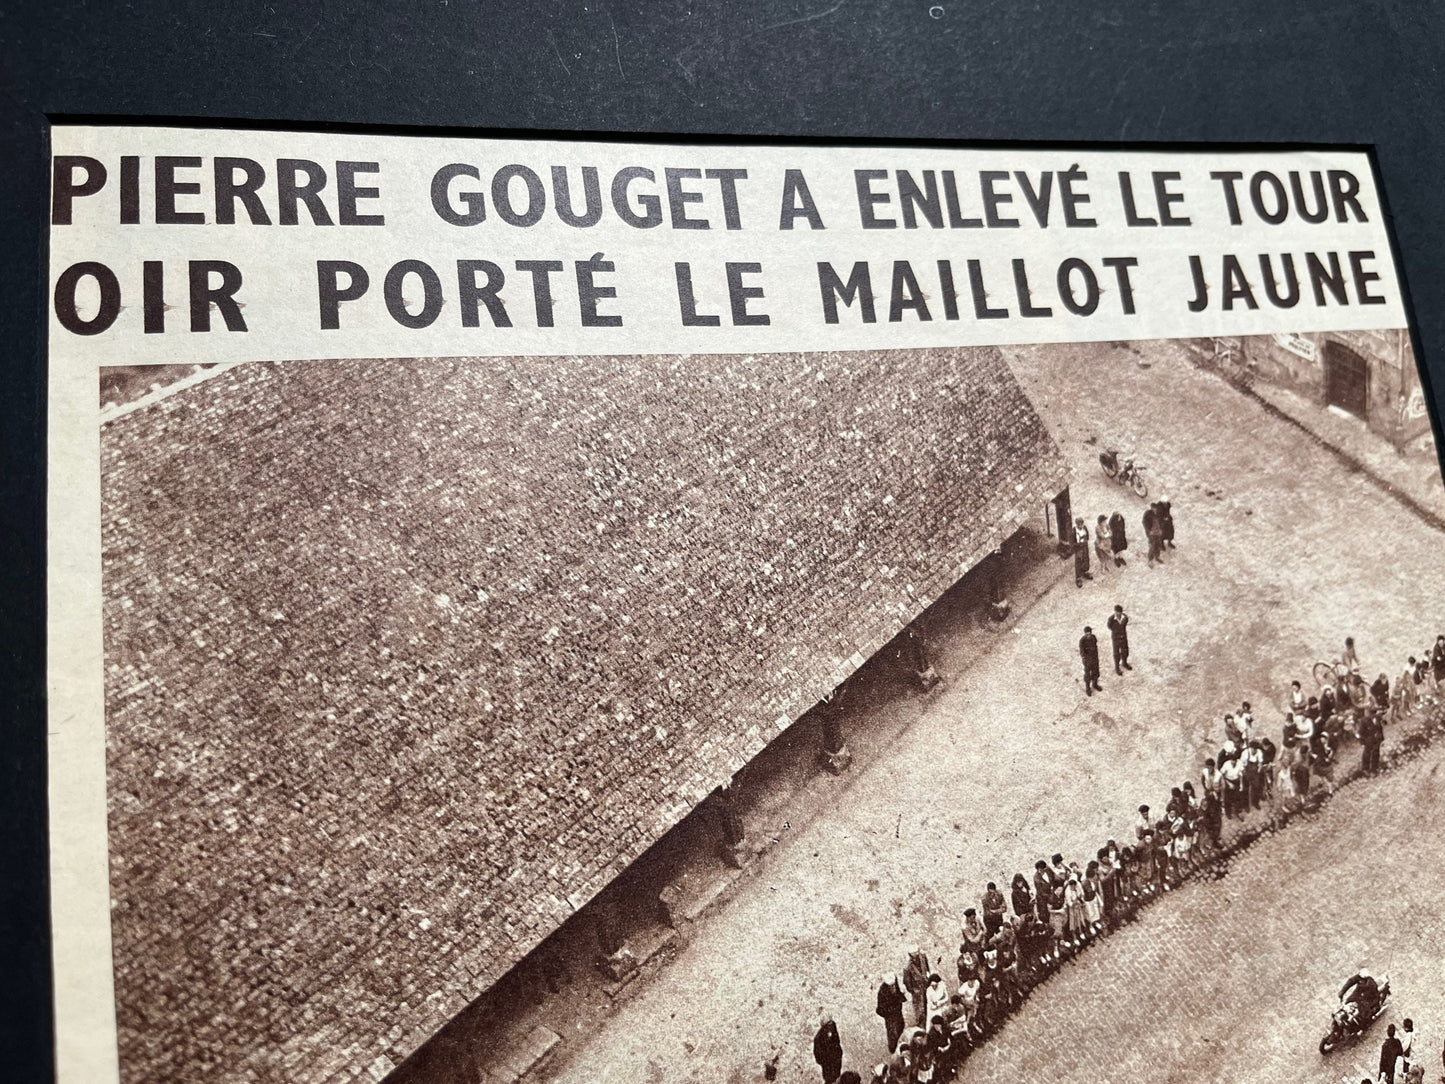 PIERRE GOUGET A ENLEVÉ LE TOUR
OIR PORTÉ LE MAILLOT JAUNE